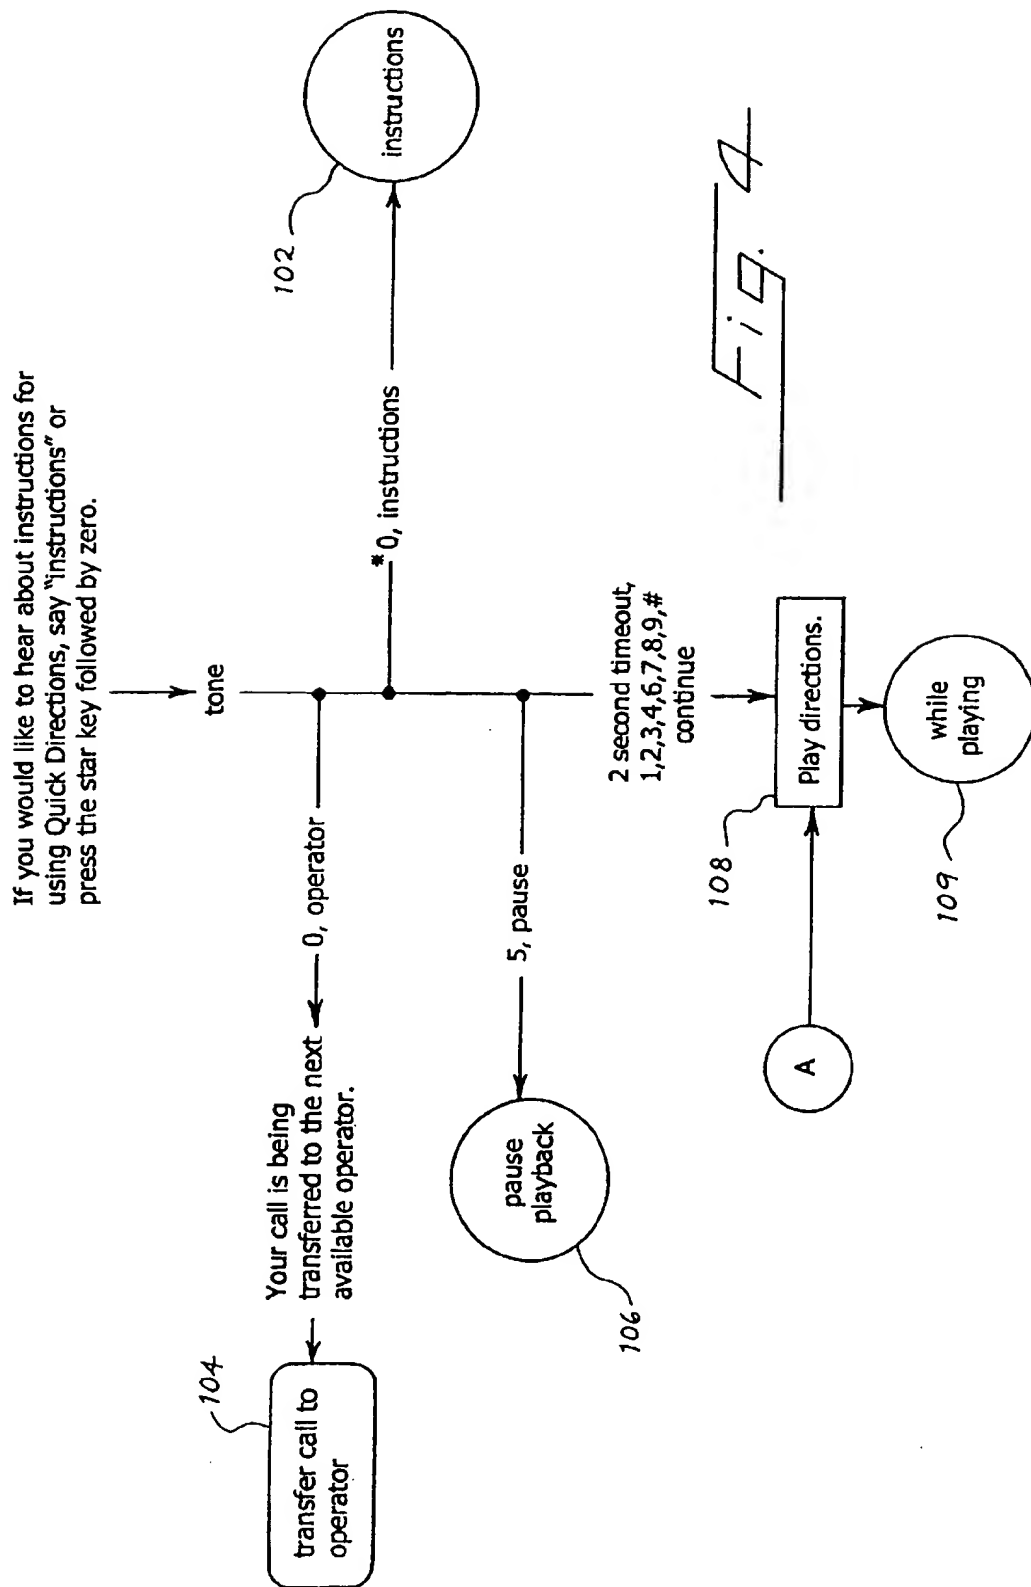 If you would like to hear about instructions for
using Quick Directions, say "instructions" or
press the star key followed by zero.
tone
0, operator
Your call is being
transferred to the next
available operator.
104
transfer call to
operator
*0, instructions
102
instructions
5, pause
pause
playback
106
2 second timeout,
1,2,3,4,6,7,8,9,#
continue
108
Play directions.
A
while
playing
109
Fig. 4